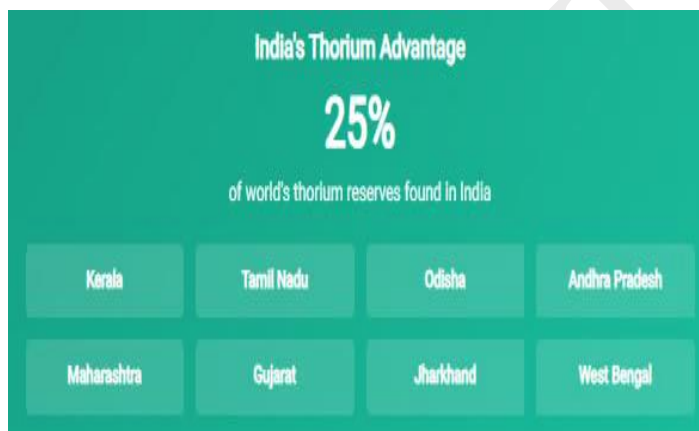 India's Thorium Advantage
25%
of world's thorium reserves found in India
Kerala Tamil Nadu Odisha Andhra Pradesh
Maharashtra Gujarat Jharkhand West Bengal